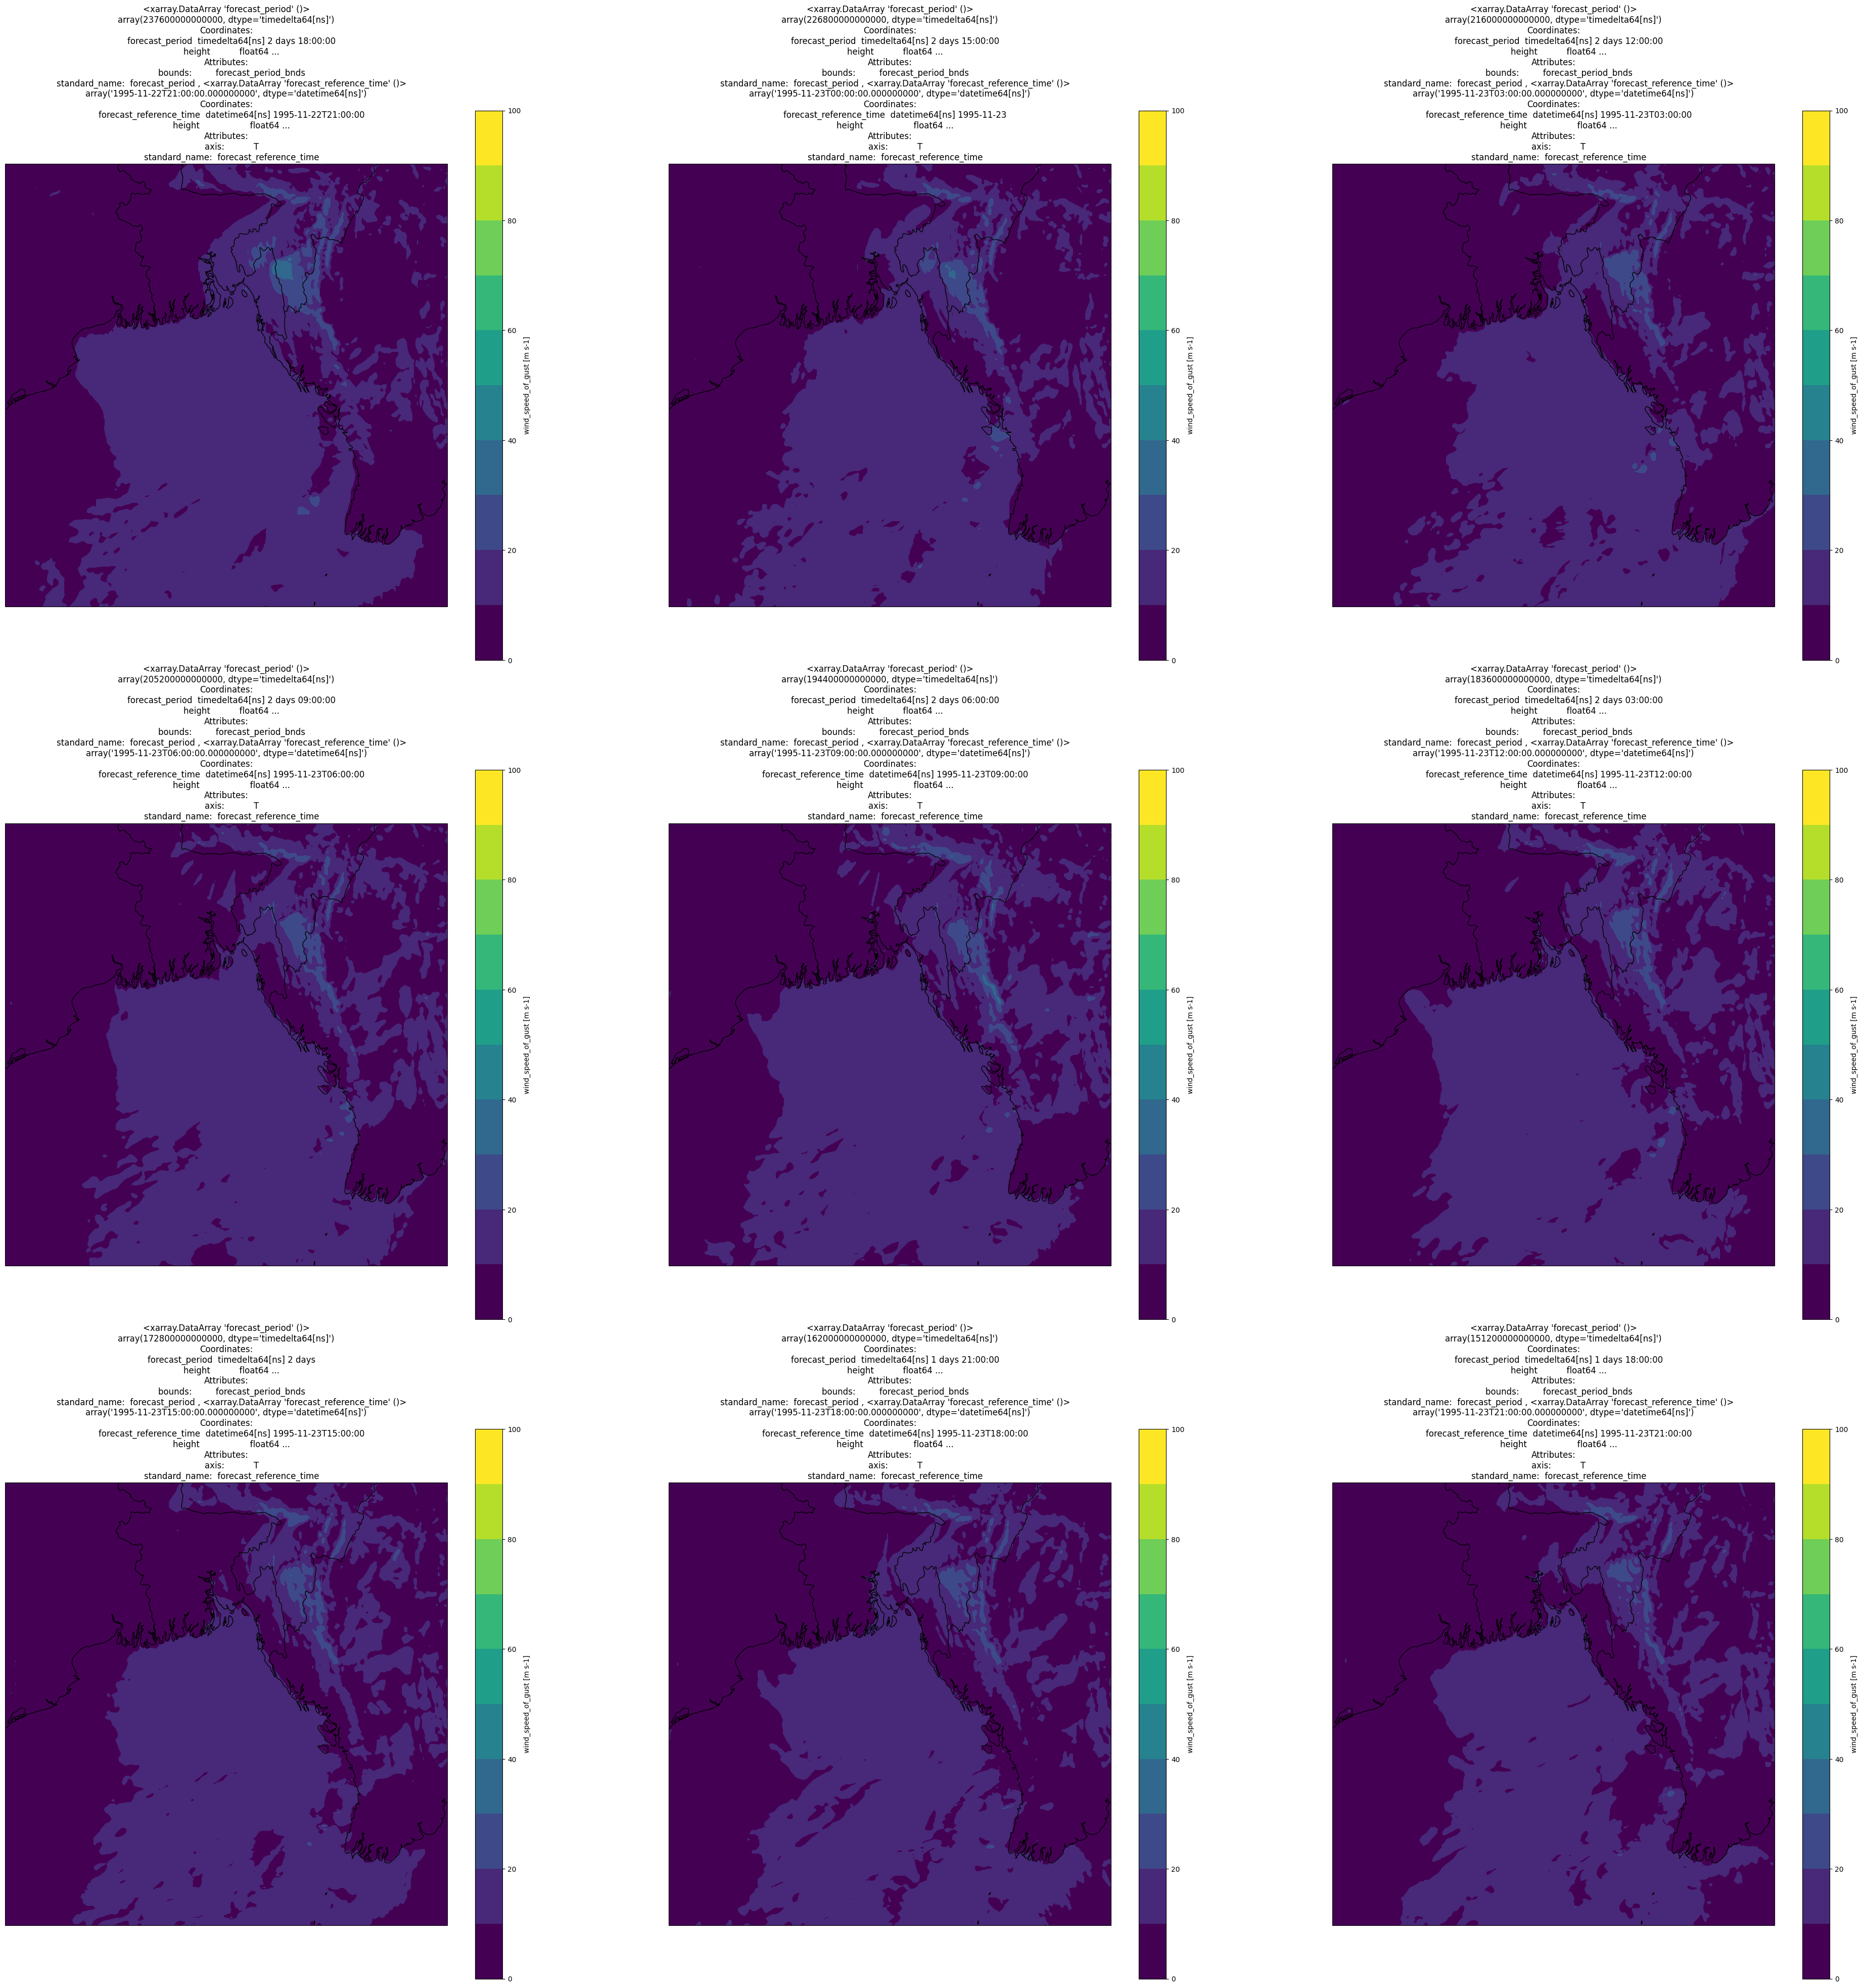 <xarray.DataArray 'forecast_period' ()>
array(237600000000000, dtype='timedelta64[ns]')
Coordinates:
forecast_period  timedelta64[ns] 2 days 18:00:00
height           float64 ...
Attributes:
bounds:         forecast_period_bnds
standard_name:  forecast_period , <xarray.DataArray 'forecast_reference_time' ()>
array('1995-11-22T21:00:00.000000000', dtype='datetime64[ns]')
Coordinates:
forecast_reference_time  datetime64[ns] 1995-11-22T21:00:00
height                   float64 ...
Attributes:
axis:           T
standard_name:  forecast_reference_time
100
80
60
40
20
0
wind_speed_of_gust [m s-1]
<xarray.DataArray 'forecast_period' ()>
array(226800000000000, dtype='timedelta64[ns]')
Coordinates:
forecast_period  timedelta64[ns] 2 days 15:00:00
height           float64 ...
Attributes:
bounds:         forecast_period_bnds
standard_name:  forecast_period , <xarray.DataArray 'forecast_reference_time' ()>
array('1995-11-23T00:00:00.000000000', dtype='datetime64[ns]')
Coordinates:
forecast_reference_time  datetime64[ns] 1995-11-23
height                   float64 ...
Attributes:
axis:           T
standard_name:  forecast_reference_time
100
80
60
40
20
0
wind_speed_of_gust [m s-1]
<xarray.DataArray 'forecast_period' ()>
array(216000000000000, dtype='timedelta64[ns]')
Coordinates:
forecast_period  timedelta64[ns] 2 days 12:00:00
height           float64 ...
Attributes:
bounds:         forecast_period_bnds
standard_name:  forecast_period , <xarray.DataArray 'forecast_reference_time' ()>
array('1995-11-23T03:00:00.000000000', dtype='datetime64[ns]')
Coordinates:
forecast_reference_time  datetime64[ns] 1995-11-23T03:00:00
height                   float64 ...
Attributes:
axis:           T
standard_name:  forecast_reference_time
100
80
60
40
20
0
wind_speed_of_gust [m s-1]
<xarray.DataArray 'forecast_period' ()>
array(205200000000000, dtype='timedelta64[ns]')
Coordinates:
forecast_period  timedelta64[ns] 2 days 09:00:00
height           float64 ...
Attributes:
bounds:         forecast_period_bnds
standard_name:  forecast_period , <xarray.DataArray 'forecast_reference_time' ()>
array('1995-11-23T06:00:00.000000000', dtype='datetime64[ns]')
Coordinates:
forecast_reference_time  datetime64[ns] 1995-11-23T06:00:00
height                   float64 ...
Attributes:
axis:           T
standard_name:  forecast_reference_time
100
80
60
40
20
0
wind_speed_of_gust [m s-1]
<xarray.DataArray 'forecast_period' ()>
array(194400000000000, dtype='timedelta64[ns]')
Coordinates:
forecast_period  timedelta64[ns] 2 days 06:00:00
height           float64 ...
Attributes:
bounds:         forecast_period_bnds
standard_name:  forecast_period , <xarray.DataArray 'forecast_reference_time' ()>
array('1995-11-23T09:00:00.000000000', dtype='datetime64[ns]')
Coordinates:
forecast_reference_time  datetime64[ns] 1995-11-23T09:00:00
height                   float64 ...
Attributes:
axis:           T
standard_name:  forecast_reference_time
100
80
60
40
20
0
wind_speed_of_gust [m s-1]
<xarray.DataArray 'forecast_period' ()>
array(183600000000000, dtype='timedelta64[ns]')
Coordinates:
forecast_period  timedelta64[ns] 2 days 03:00:00
height           float64 ...
Attributes:
bounds:         forecast_period_bnds
standard_name:  forecast_period , <xarray.DataArray 'forecast_reference_time' ()>
array('1995-11-23T12:00:00.000000000', dtype='datetime64[ns]')
Coordinates:
forecast_reference_time  datetime64[ns] 1995-11-23T12:00:00
height                   float64 ...
Attributes:
axis:           T
standard_name:  forecast_reference_time
100
80
60
40
20
0
wind_speed_of_gust [m s-1]
<xarray.DataArray 'forecast_period' ()>
array(172800000000000, dtype='timedelta64[ns]')
Coordinates:
forecast_period  timedelta64[ns] 2 days
height           float64 ...
Attributes:
bounds:         forecast_period_bnds
standard_name:  forecast_period , <xarray.DataArray 'forecast_reference_time' ()>
array('1995-11-23T15:00:00.000000000', dtype='datetime64[ns]')
Coordinates:
forecast_reference_time  datetime64[ns] 1995-11-23T15:00:00
height                   float64 ...
Attributes:
axis:           T
standard_name:  forecast_reference_time
100
80
60
40
20
0
wind_speed_of_gust [m s-1]
<xarray.DataArray 'forecast_period' ()>
array(162000000000000, dtype='timedelta64[ns]')
Coordinates:
forecast_period  timedelta64[ns] 1 days 21:00:00
height           float64 ...
Attributes:
bounds:         forecast_period_bnds
standard_name:  forecast_period , <xarray.DataArray 'forecast_reference_time' ()>
array('1995-11-23T18:00:00.000000000', dtype='datetime64[ns]')
Coordinates:
forecast_reference_time  datetime64[ns] 1995-11-23T18:00:00
height                   float64 ...
Attributes:
axis:           T
standard_name:  forecast_reference_time
100
80
60
40
20
0
wind_speed_of_gust [m s-1]
<xarray.DataArray 'forecast_period' ()>
array(151200000000000, dtype='timedelta64[ns]')
Coordinates:
forecast_period  timedelta64[ns] 1 days 18:00:00
height           float64 ...
Attributes:
bounds:         forecast_period_bnds
standard_name:  forecast_period , <xarray.DataArray 'forecast_reference_time' ()>
array('1995-11-23T21:00:00.000000000', dtype='datetime64[ns]')
Coordinates:
forecast_reference_time  datetime64[ns] 1995-11-23T21:00:00
height                   float64 ...
Attributes:
axis:           T
standard_name:  forecast_reference_time
100
80
60
40
20
0
wind_speed_of_gust [m s-1]